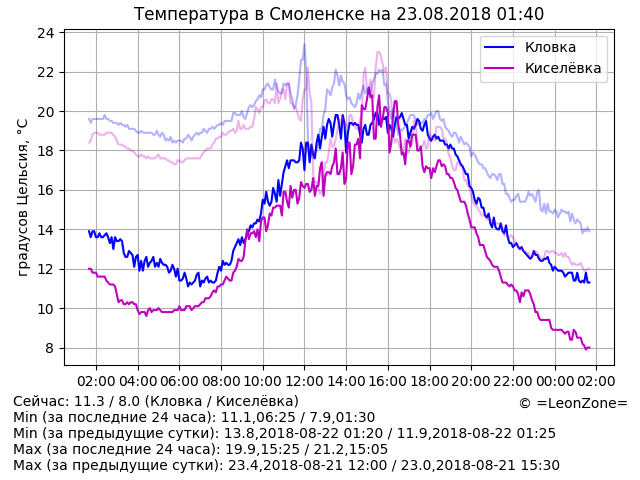 Температура в Смоленске на 23.08.2018 01:40
24
22
20
18
16
14
12
10
8
градусов Цельсия, °C
Кловка
Киселёвка
02:00 04:00 06:00 08:00 10:00 12:00 14:00 16:00 18:00 20:00 22:00 00:00 02:00
Сейчас: 11.3 / 8.0 (Кловка / Киселёвка)
© =LeonZone=
Min (за последние 24 часа): 11.1,06:25 / 7.9,01:30
Min (за предыдущие сутки): 13.8,2018-08-22 01:20 / 11.9,2018-08-22 01:25
Max (за последние 24 часа): 19.9,15:25 / 21.2,15:05
Max (за предыдущие сутки): 23.4,2018-08-21 12:00 / 23.0,2018-08-21 15:30